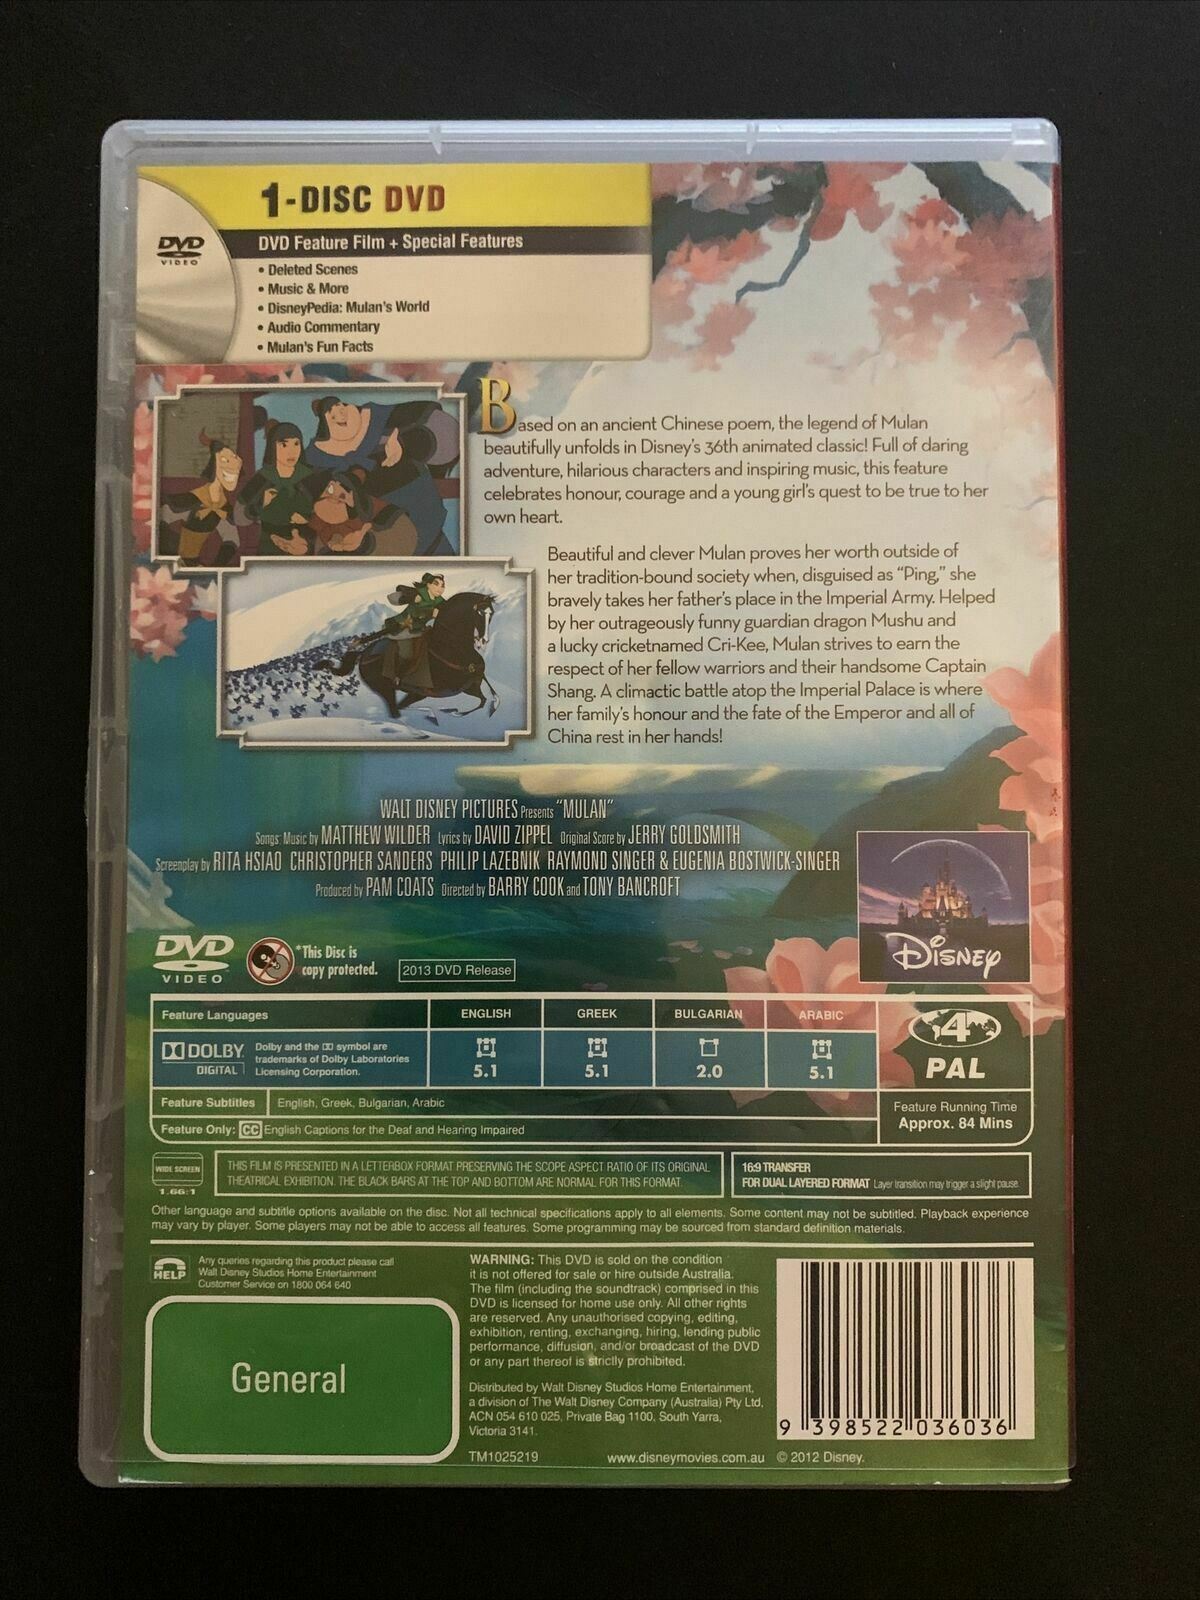 1-DISC DVD
DVD
VIDEO
DVD Feature Film + Special Features
• Deleted Scenes
• Music & More
• DisneyPedia: Mulan's World
• Audio Commentary
• Mulan's Fun Facts
Based on an ancient Chinese poem, the legend of Mulan
beautifully unfolds in Disney's 36th animated classic! Full of daring
adventure, hilarious characters and inspiring music, this feature
celebrates honour, courage and a young girl's quest to be true to her
own heart.
Beautiful and clever Mulan proves her worth outside of
her tradition-bound society when, disguised as "Ping," she
bravely takes her father's place in the Imperial Army. Helped
by her outrageously funny guardian dragon Mushu and
a lucky cricketnamed Cri-Kee, Mulan strives to earn the
respect of her fellow warriors and their handsome Captain
Shang. A climactic battle atop the Imperial Palace is where
her family's honour and the fate of the Emperor and all of
China rest in her hands!
WALT DISNEY PICTURES Presents "MULAN"
Songs: Music by MATTHEW WILDER Lyrics by DAVID ZIPPEL Original Score by JERRY GOLDSMITH
Screenplay by RITA HSIAO CHRISTOPHER SANDERS PHILIP LAZEBNIK RAYMOND SINGER & EUGENIA BOSTWICK-SINGER
Produced by PAM COATS Directed by BARRY COOK and TONY BANCROFT
Disney
DVD
VIDEO
*This Disc is
copy protected.
2013 DVD Release
Feature Languages ENGLISH GREEK BULGARIAN ARABIC
DOLBY
DIGITAL
Dolby and the DD symbol are
trademarks of Dolby Laboratories
Licensing Corporation.
5.1 5.1 2.0 5.1
4
PAL
Feature Subtitles English, Greek, Bulgarian, Arabic
Feature Only: CC English Captions for the Deaf and Hearing Impaired
Feature Running Time
Approx. 84 Mins
WIDE SCREEN
1.66:1
THIS FILM IS PRESENTED IN A LETTERBOX FORMAT PRESERVING THE SCOPE ASPECT RATIO OF ITS ORIGINAL
THEATRICAL EXHIBITION. THE BLACK BARS AT THE TOP AND BOTTOM ARE NORMAL FOR THIS FORMAT.
16:9 TRANSFER
FOR DUAL LAYERED FORMAT Layer transition may trigger a slight pause.
Other language and subtitle options available on the disc. Not all technical specifications apply to all elements. Some content may not be subtitled. Playback experience
may vary by player. Some players may not be able to access all features. Some programming may be sourced from standard definition materials.
HELP
Any queries regarding this product please call
Walt Disney Studios Home Entertainment
Customer Service on 1800 064 640
General
WARNING: This DVD is sold on the condition
it is not offered for sale or hire outside Australia.
The film (including the soundtrack) comprised in this
DVD is licensed for home use only. All other rights
are reserved. Any unauthorised copying, editing,
exhibition, renting, exchanging, hiring, lending public
performance, diffusion, and/or broadcast of the DVD
or any part thereof is strictly prohibited.
Distributed by Walt Disney Studios Home Entertainment,
a division of The Walt Disney Company (Australia) Pty Ltd,
ACN 054 610 025, Private Bag 1100, South Yarra,
Victoria 3141.
TM1025219 www.disneymovies.com.au © 2012 Disney.
9 398522 036036